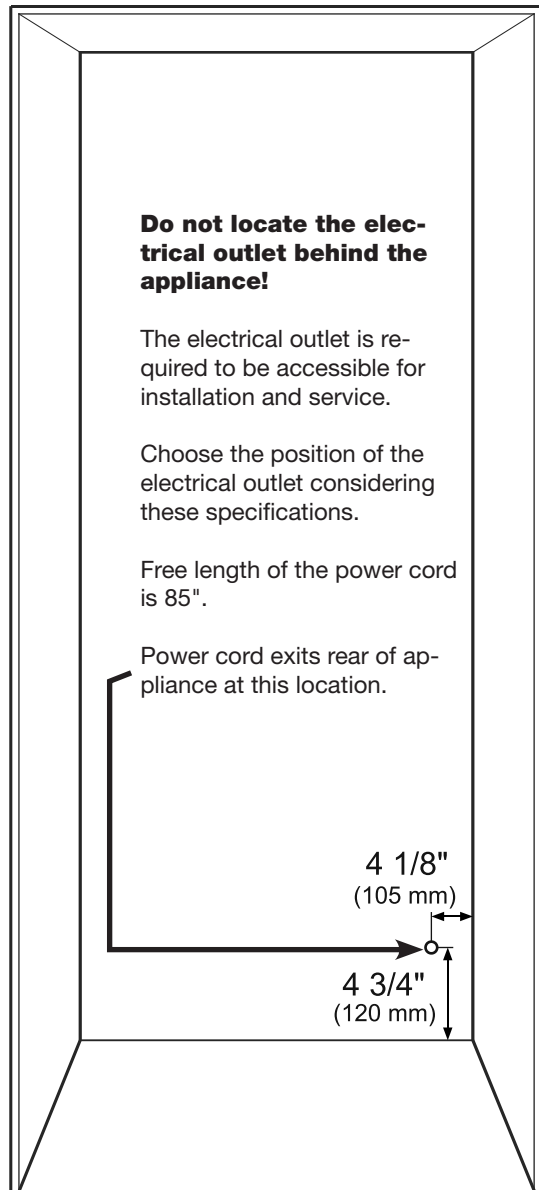 Do not locate the elec-
trical outlet behind the
appliance!
The electrical outlet is re-
quired to be accessible for
installation and service.
Choose the position of the
electrical outlet considering
these specifications.
Free length of the power cord
is 85".
Power cord exits rear of ap-
pliance at this location.
4 1/8"
(105 mm)
4 3/4"
(120 mm)